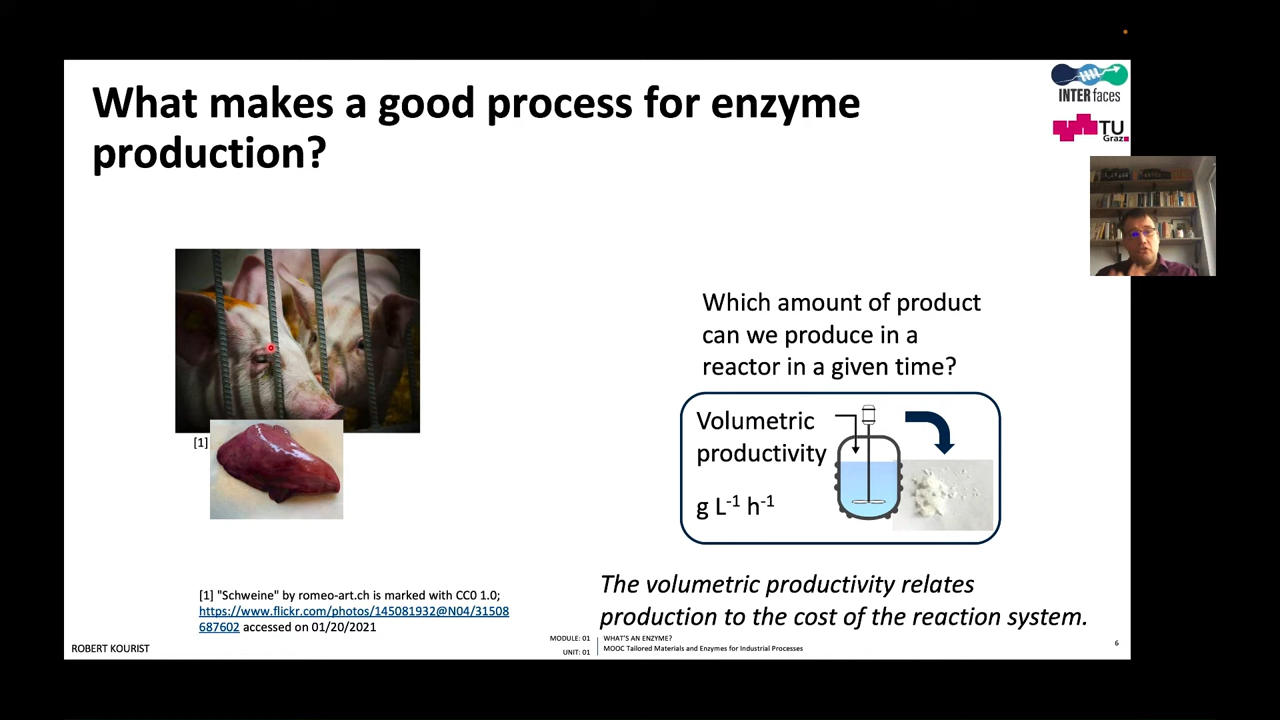 What makes a good process for enzyme
production?
INTERfaces
TU
Graz
[1]
Which amount of product
can we produce in a
reactor in a given time?
Volumetric
productivity
g L⁻¹ h⁻¹
[1] "Schweine" by romeo-art.ch is marked with CC0 1.0;
https://www.flickr.com/photos/145081932@N04/31508
687602 accessed on 01/20/2021
The volumetric productivity relates
production to the cost of the reaction system.
ROBERT KOURIST
MODULE: 01
UNIT: 01
WHAT'S AN ENZYME?
MOOC Tailored Materials and Enzymes for Industrial Processes
6